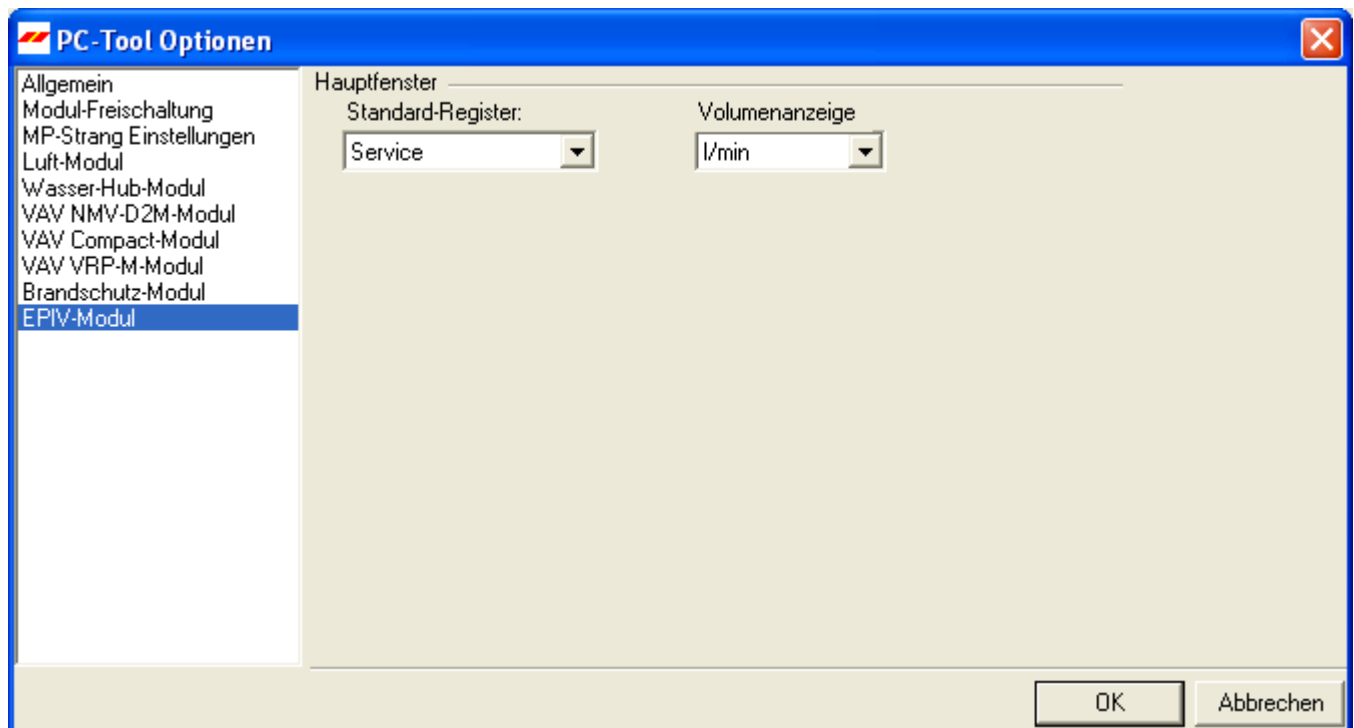 PC-Tool Optionen
Allgemein
Modul-Freischaltung
MP-Strang Einstellungen
Luft-Modul
Wasser-Hub-Modul
VAV NMV-D2M-Modul
VAV Compact-Modul
VAV VRP-M-Modul
Brandschutz-Modul
EPIV-Modul
Hauptfenster
Standard-Register: Volumenanzeige
Service l/min
OK Abbrechen